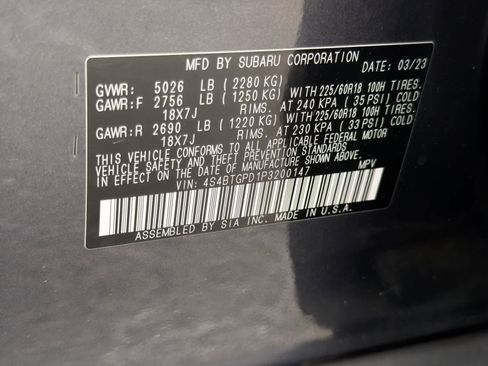 MFD BY SUBARU CORPORATION DATE: 03/23
GVWR: 5026 LB (2280 KG)
GAWR:F 2756 LB (1250 KG) WITH 225/60R18 100H TIRES.
18X7J RIMS. AT 240 KPA (35 PSI) COLD
GAWR:R 2690 LB (1220 KG) WITH 225/60R18 100H TIRES.
18X7J RIMS. AT 230 KPA (33 PSI) COLD
THIS VEHICLE CONFORMS TO ALL APPLICABLE FEDERAL MOTOR
VEHICLE SAFETY AND THEFT PREVENTION STANDARDS IN
EFFECT ON THE DATE OF MANUFACTURE SHOWN ABOVE.
VIN: 4S4BTGPD1P3200147 MPV
ASSEMBLED BY SIA INC. MADE IN U.S.A.